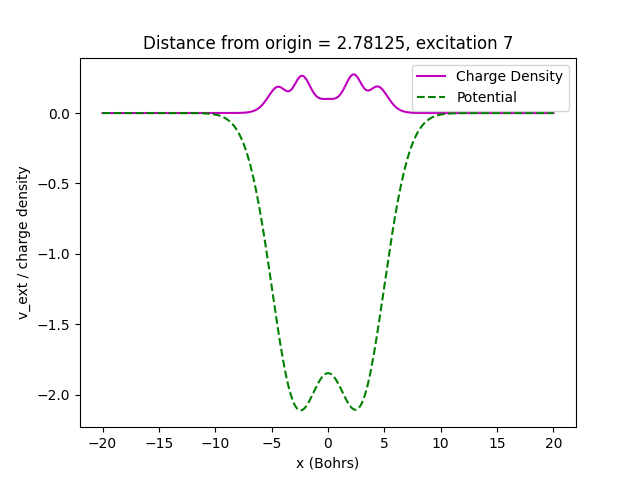 Distance from origin = 2.78125, excitation 7
Charge Density
Potential
v_ext / charge density
0.0
−0.5
−1.0
−1.5
−2.0
−20
−15
−10
−5
0
5
10
15
20
x (Bohrs)